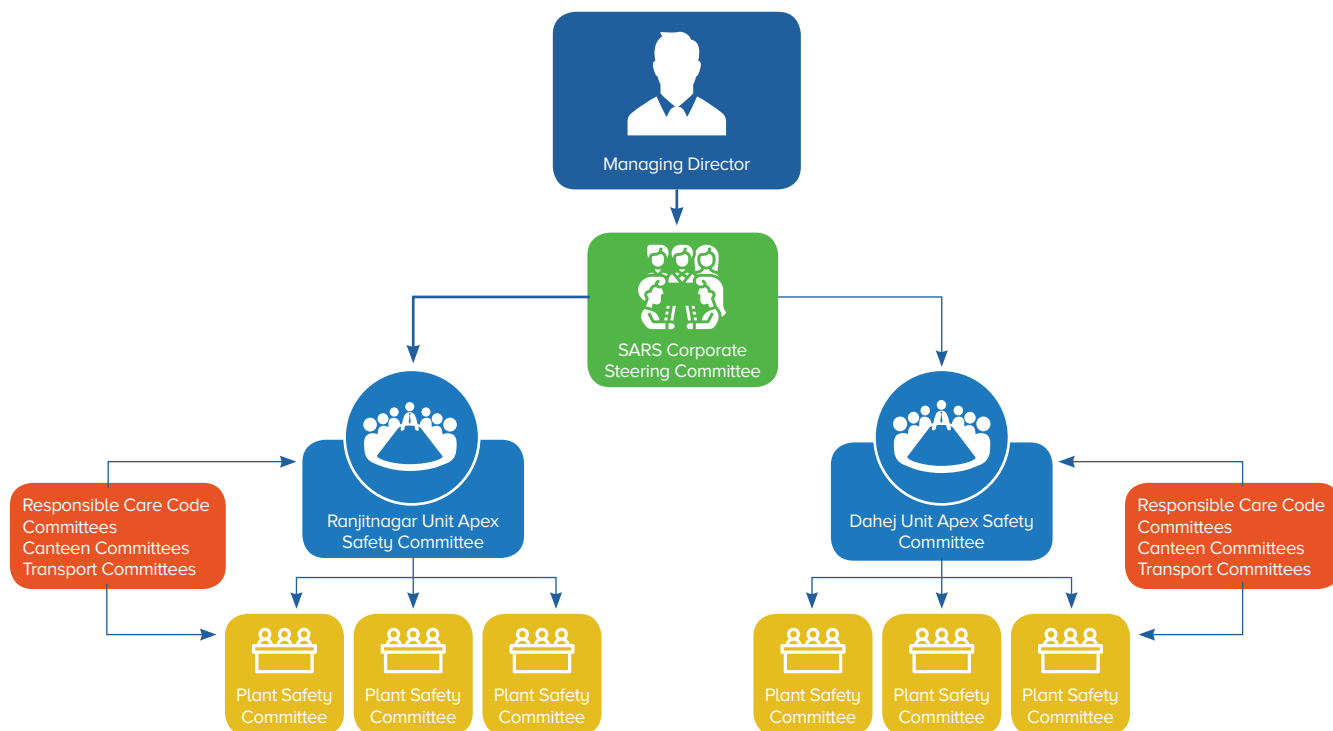 Managing Director
SARS Corporate
Steering Committee
Ranjitnagar Unit Apex
Safety Committee
Dahej Unit Apex Safety
Committee
Responsible Care Code
Committees
Canteen Committees
Transport Committees
Responsible Care Code
Committees
Canteen Committees
Transport Committees
Plant Safety
Committee
Plant Safety
Committee
Plant Safety
Committee
Plant Safety
Committee
Plant Safety
Committee
Plant Safety
Committee